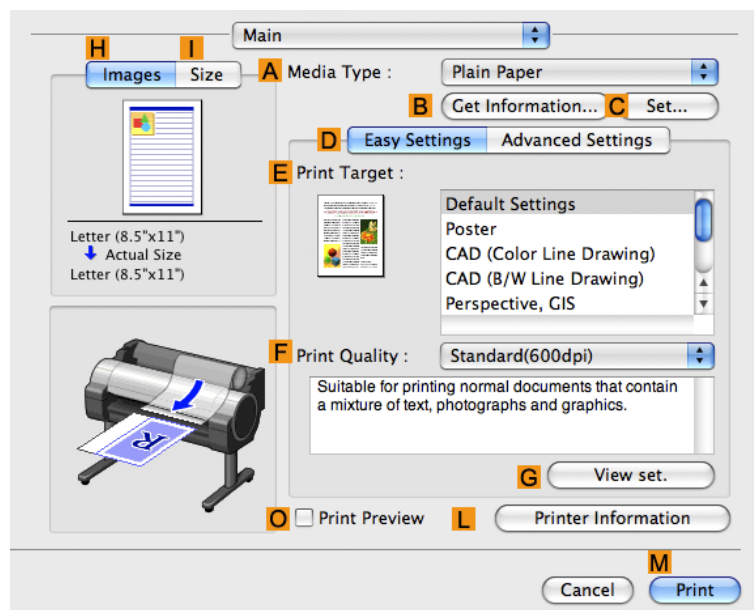 Main
H I
Images Size
A Media Type : Plain Paper
B Get Information... C Set...
D Easy Settings Advanced Settings
E Print Target :
Default Settings
Poster
CAD (Color Line Drawing)
CAD (B/W Line Drawing)
Perspective, GIS
Letter (8.5"x11")
Actual Size
Letter (8.5"x11")
R
F Print Quality : Standard(600dpi)
Suitable for printing normal documents that contain
a mixture of text, photographs and graphics.
G View set.
O Print Preview L Printer Information
M
Cancel Print